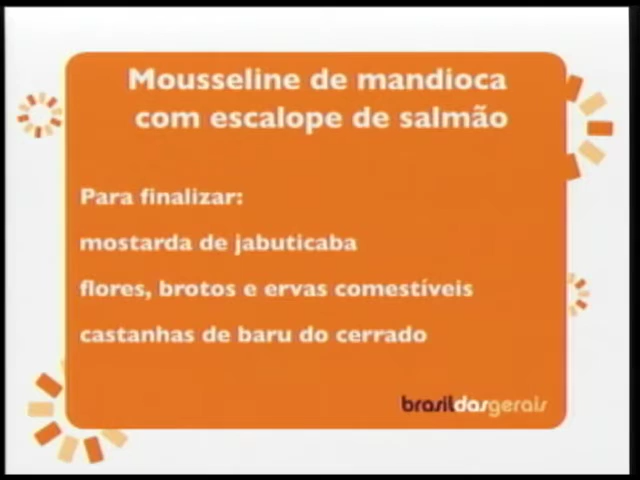 Mousseline de mandioca
com escalope de salmão
Para finalizar:
mostarda de jabuticaba
flores, brotos e ervas comestíveis
castanhas de baru do cerrado
brasildasgerais